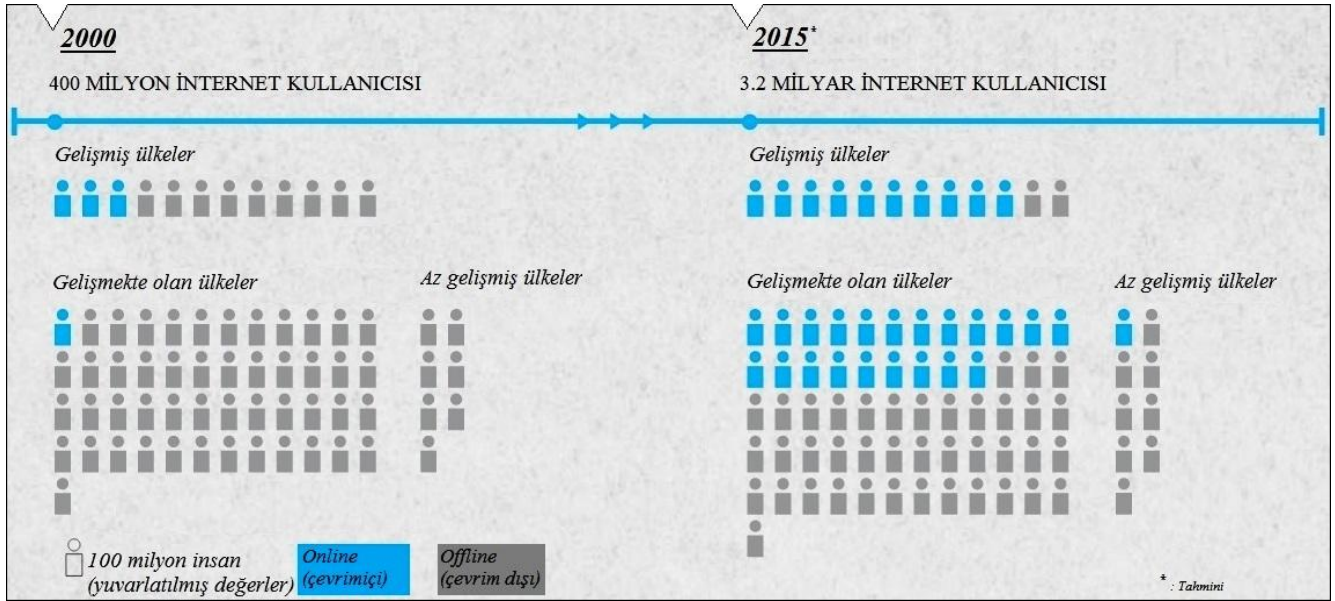 2000
400 MİLYON İNTERNET KULLANICISI
Gelişmiş ülkeler
Gelişmekte olan ülkeler
Az gelişmiş ülkeler
2015*
3.2 MİLYAR İNTERNET KULLANICISI
Gelişmiş ülkeler
Gelişmekte olan ülkeler
Az gelişmiş ülkeler
100 milyon insan
(yuvarlatılmış değerler)
Online
(çevrimiçi)
Offline
(çevrim dışı)
* : Tahmini